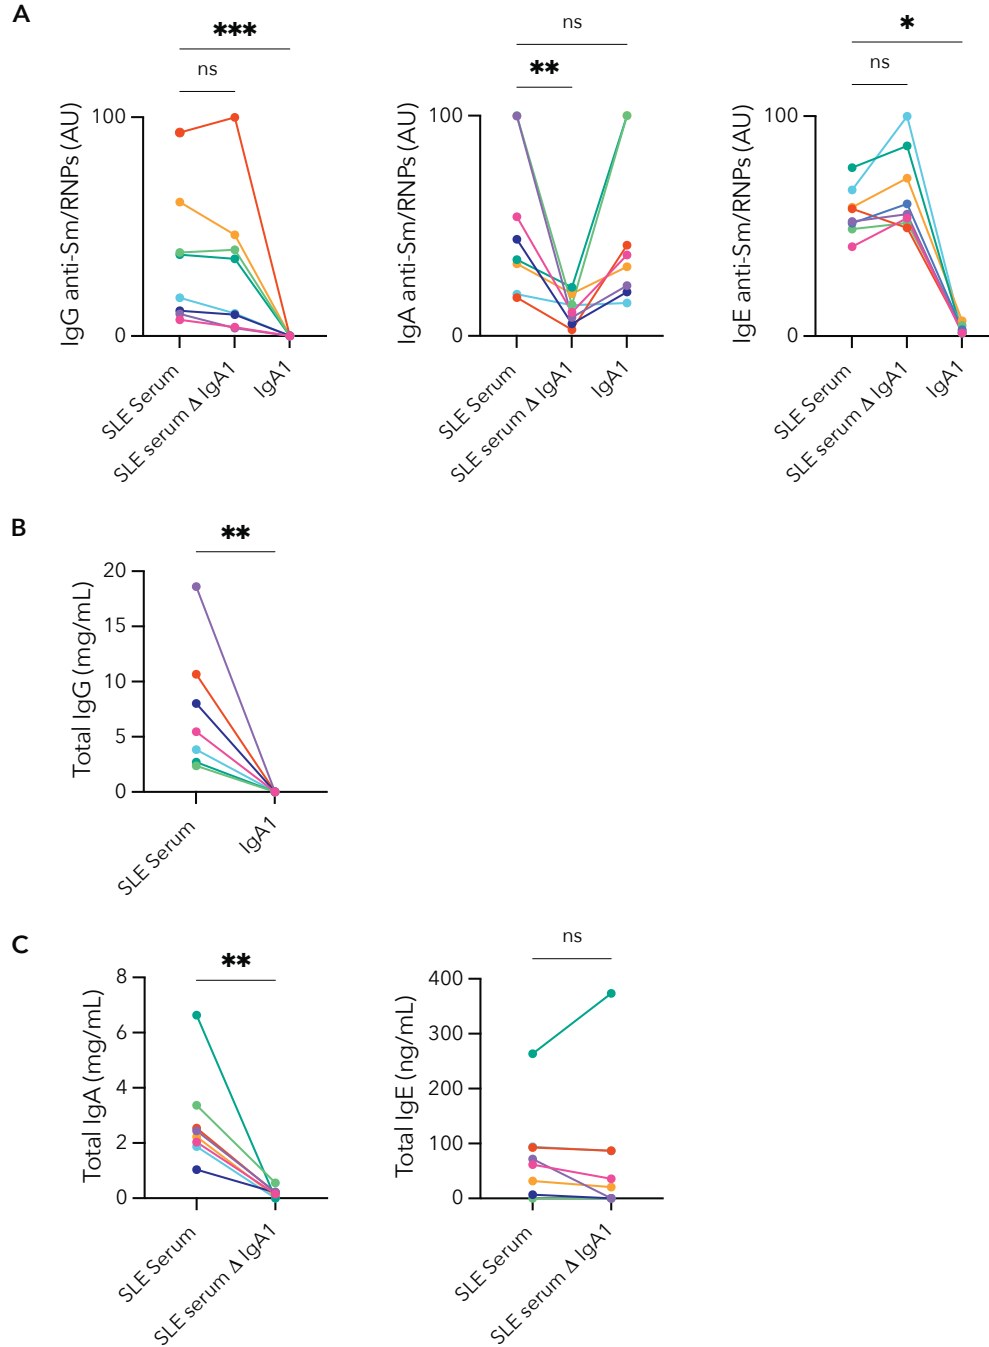 A
***
ns
IgG anti-Sm/RNPs (AU)
100
0
SLE Serum
SLE serum Δ IgA1
IgA1
ns
**
IgA anti-Sm/RNPs (AU)
100
0
SLE Serum
SLE serum Δ IgA1
IgA1
*
ns
IgE anti-Sm/RNPs (AU)
100
0
SLE Serum
SLE serum Δ IgA1
IgA1
B
**
Total IgG (mg/mL)
20
15
10
5
0
SLE Serum
IgA1
C
**
Total IgA (mg/mL)
8
6
4
2
0
SLE Serum
SLE serum Δ IgA1
ns
Total IgE (ng/mL)
400
300
200
100
0
SLE Serum
SLE serum Δ IgA1